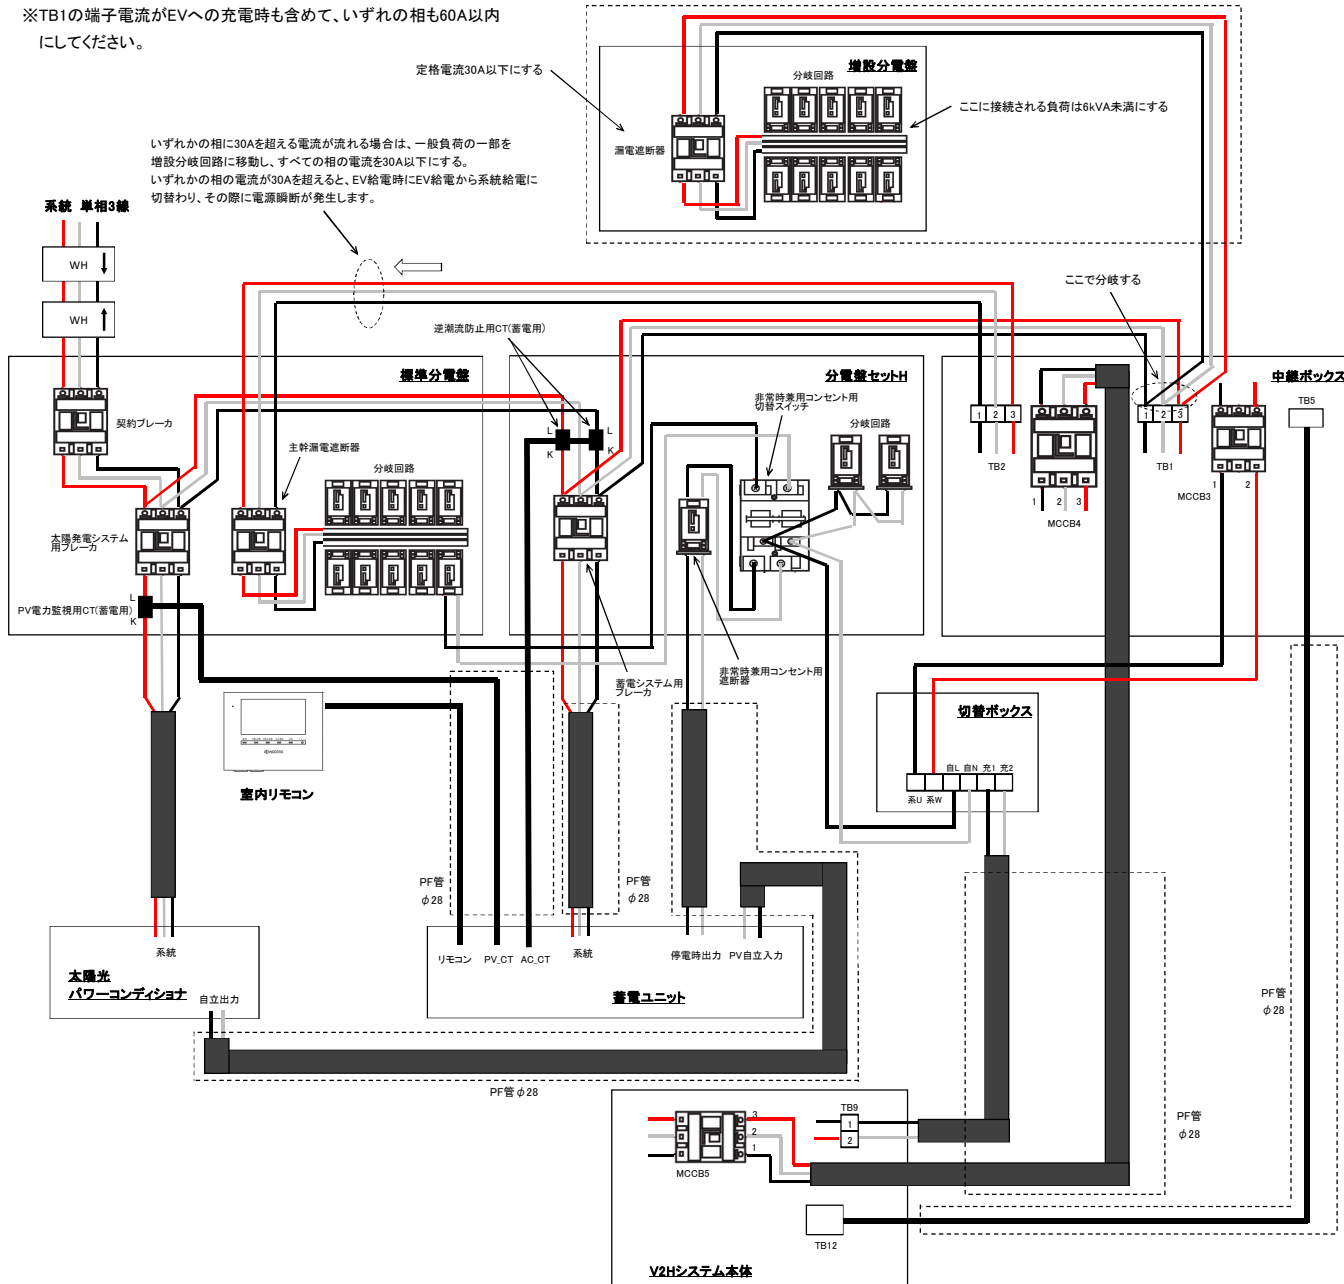 ※TB1の端子電流がEVへの充電時も含めて、いずれの相も60A以内
にしてください。
定格電流30A以下にする
増設分電盤
分岐回路
ここに接続される負荷は6kVA未満にする
漏電遮断器
いずれかの相に30Aを超える電流が流れる場合は、一般負荷の一部を
増設分岐回路に移動し、すべての相の電流を30A以下にする。
いずれかの相の電流が30Aを超えると、EV給電時にEV給電から系統給電に
切替わり、その際に電源瞬断が発生します。
系統 単相3線
WH
WH
ここで分岐する
逆潮流防止用CT(蓄電用)
標準分電盤
分電盤セットH
中継ボックス
契約ブレーカ
主幹漏電遮断器
分岐回路
非常時兼用コンセント用
切替スイッチ
分岐回路
L
K
L
K
1 2 3
TB2
1 2 3
MCCB4
1 2 3
TB1
MCCB3
1 2
TB5
太陽発電システム
用ブレーカ
L
K
PV電力監視用CT(蓄電用)
蓄電システム用
ブレーカ
非常時兼用コンセント用
遮断器
切替ボックス
自L 自N 充1 充2
系U 系W
KYOCERA
室内リモコン
PF管
φ28
PF管
φ28
系統
太陽光
パワーコンディショナ
自立出力
リモコン PV_CT AC_CT 系統 停電時出力 PV自立入力
蓄電ユニット
PF管φ28
PF管
φ28
PF管
φ28
TB9
1
2
3
2
1
MCCB5
TB12
V2Hシステム本体